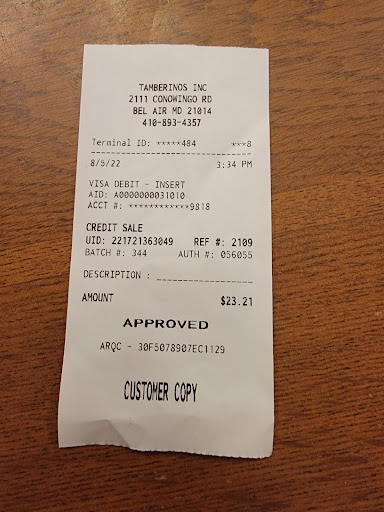 TAMBERINOS INC
2111 CONOWINGO RD
BEL AIR MD 21014
410-893-4357
Terminal ID: *****484 ***8
8/5/22 3:34 PM
VISA DEBIT - INSERT
AID: A0000000031010
ACCT #: ************9818
CREDIT SALE
UID: 221721363049 REF #: 2109
BATCH #: 344 AUTH #: 056055
DESCRIPTION :
AMOUNT $23.21
APPROVED
ARQC - 30F5078907EC1129
CUSTOMER COPY